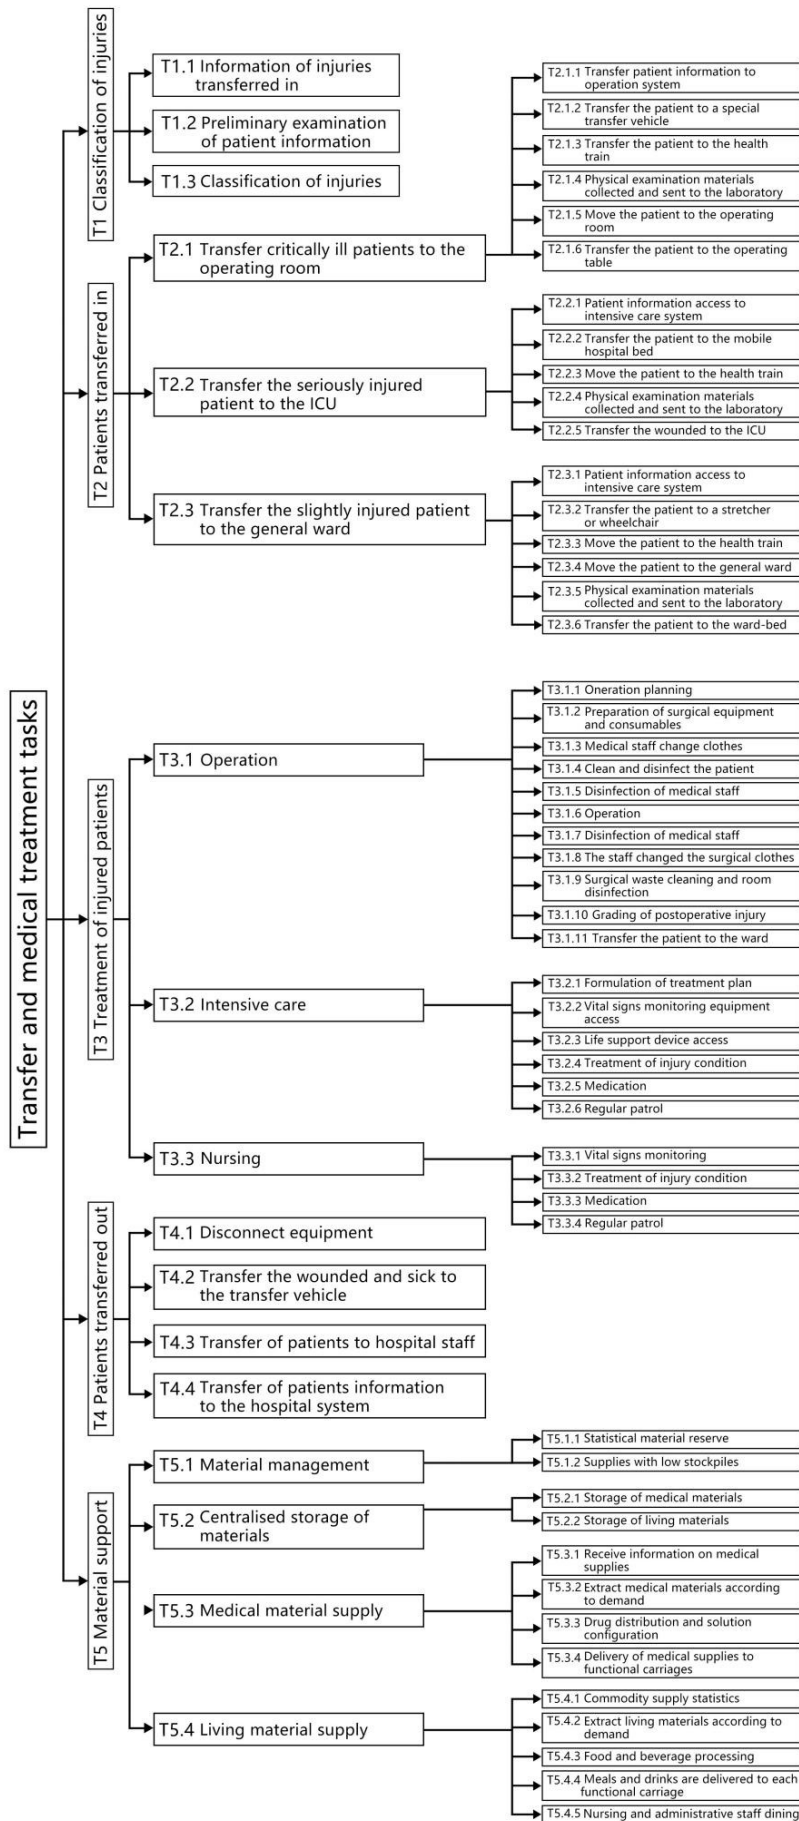 Transfer and medical treatment tasks
T1 Classification of injuries
T1.1 Information of injuries
transferred in
T1.2 Preliminary examination
of patient information
T1.3 Classification of injuries
T2 Patients transferred in
T2.1 Transfer critically ill patients to the
operating room
T2.1.1 Transfer patient information to
operation system
T2.1.2 Transfer the patient to a special
transfer vehicle
T2.1.3 Transfer the patient to the health
train
T2.1.4 Physical examination materials
collected and sent to the laboratory
T2.1.5 Move the patient to the operating
room
T2.1.6 Transfer the patient to the operating
table
T2.2 Transfer the seriously injured
patient to the ICU
T2.2.1 Patient information access to
intensive care system
T2.2.2 Transfer the patient to the mobile
hospital bed
T2.2.3 Move the patient to the health train
T2.2.4 Physical examination materials
collected and sent to the laboratory
T2.2.5 Transfer the wounded to the ICU
T2.3 Transfer the slightly injured patient
to the general ward
T2.3.1 Patient information access to
intensive care system
T2.3.2 Transfer the patient to a stretcher
or wheelchair
T2.3.3 Move the patient to the health train
T2.3.4 Move the patient to the general ward
T2.3.5 Physical examination materials
collected and sent to the laboratory
T2.3.6 Transfer the patient to the ward-bed
T3 Treatment of injured patients
T3.1 Operation
T3.1.1 Oneration planning
T3.1.2 Preparation of surgical equipment
and consumables
T3.1.3 Medical staff change clothes
T3.1.4 Clean and disinfect the patient
T3.1.5 Disinfection of medical staff
T3.1.6 Operation
T3.1.7 Disinfection of medical staff
T3.1.8 The staff changed the surgical clothes
T3.1.9 Surgical waste cleaning and room
disinfection
T3.1.10 Grading of postoperative injury
T3.1.11 Transfer the patient to the ward
T3.2 Intensive care
T3.2.1 Formulation of treatment plan
T3.2.2 Vital signs monitoring equipment
access
T3.2.3 Life support device access
T3.2.4 Treatment of injury condition
T3.2.5 Medication
T3.2.6 Regular patrol
T3.3 Nursing
T3.3.1 Vital signs monitoring
T3.3.2 Treatment of injury condition
T3.3.3 Medication
T3.3.4 Regular patrol
T4 Patients transferred out
T4.1 Disconnect equipment
T4.2 Transfer the wounded and sick to
the transfer vehicle
T4.3 Transfer of patients to hospital staff
T4.4 Transfer of patients information
to the hospital system
T5 Material support
T5.1 Material management
T5.1.1 Statistical material reserve
T5.1.2 Supplies with low stockpiles
T5.2 Centralised storage of
materials
T5.2.1 Storage of medical materials
T5.2.2 Storage of living materials
T5.3 Medical material supply
T5.3.1 Receive information on medical
supplies
T5.3.2 Extract medical materials according
to demand
T5.3.3 Drug distribution and solution
configuration
T5.3.4 Delivery of medical supplies to
functional carriages
T5.4 Living material supply
T5.4.1 Commodity supply statistics
T5.4.2 Extract living materials according to
demand
T5.4.3 Food and beverage processing
T5.4.4 Meals and drinks are delivered to each
functional carriage
T5.4.5 Nursing and administrative staff dining